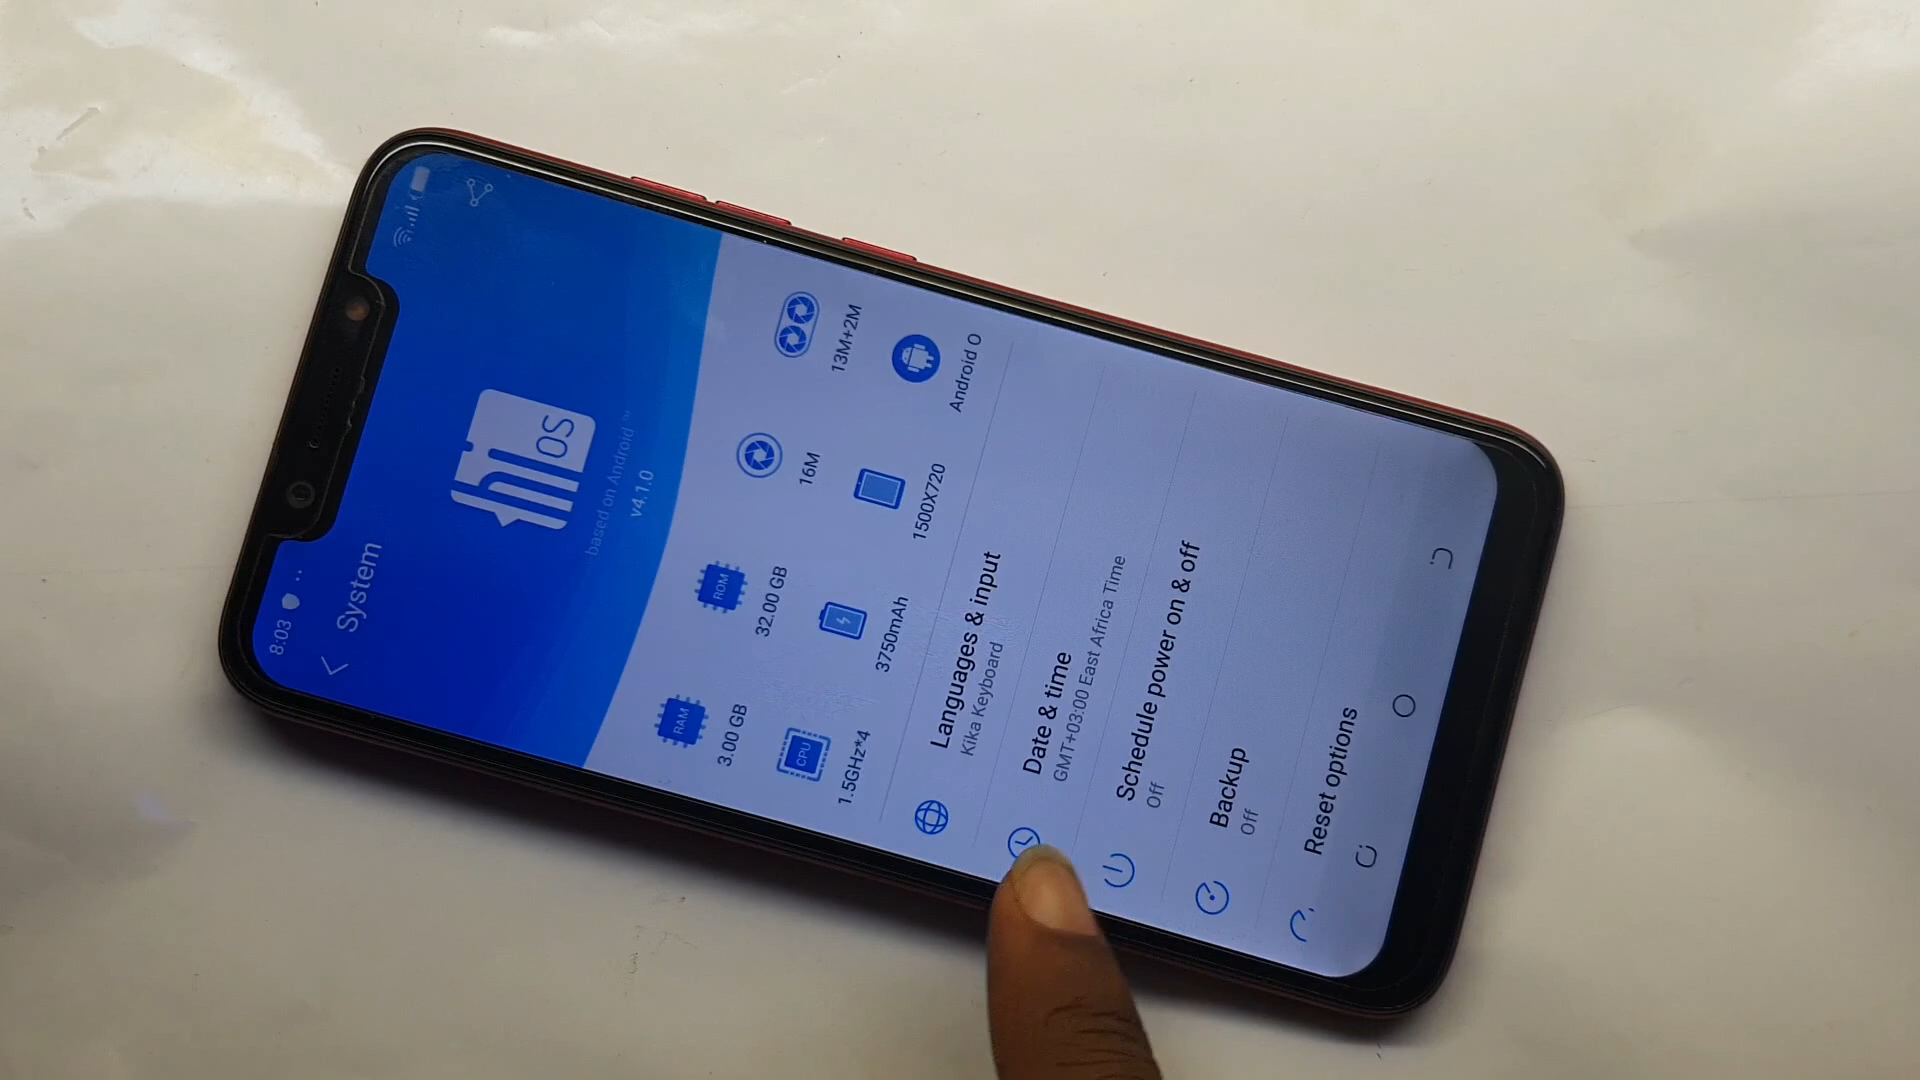 8:03
System
hi
OS
based on Android™
v4.1.0
RAM
ROM
3.00 GB
32.00 GB
16M
13M+2M
CPU
1.5GHz*4
3750mAh
1500X720
Android O
Languages & input
Kika Keyboard
Date & time
GMT+03:00 East Africa Time
Schedule power on & off
Off
Backup
Off
Reset options